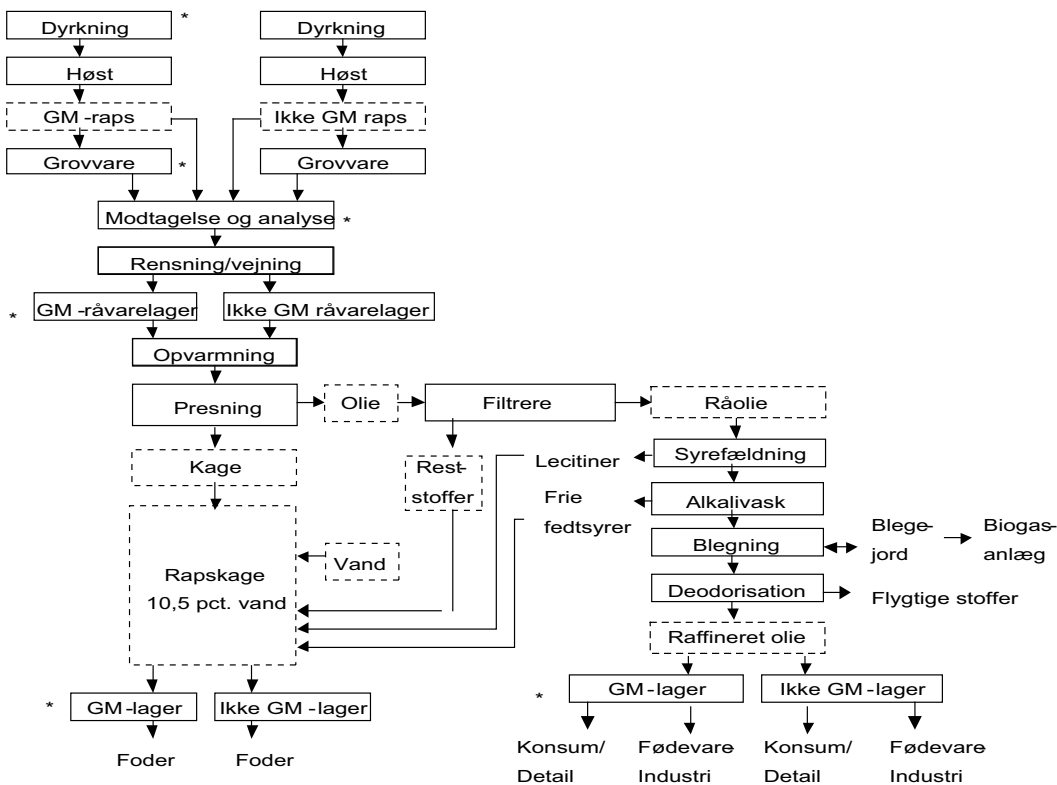 Dyrkning *
Dyrkning
Høst
Høst
GM-raps
Ikke GM raps
Grovvare *
Grovvare
Modtagelse og analyse *
Rensning/vejning
* GM-råvarelager
Ikke GM råvarelager
Opvarmning
Presning
Olie
Filtrere
Råolie
Kage
Rest-
stoffer
Lecitiner
Syrefældning
Frie
fedtsyrer
Alkalivask
Blegning
Blege-
jord
Biogas-
anlæg
Vand
Rapskage
10,5 pct. vand
Deodorisation
Flygtige stoffer
Raffineret olie
* GM-lager
Ikke GM-lager
* GM-lager
Ikke GM-lager
Foder
Foder
Konsum/
Detail
Fødevare-
Industri
Konsum/
Detail
Fødevare-
Industri